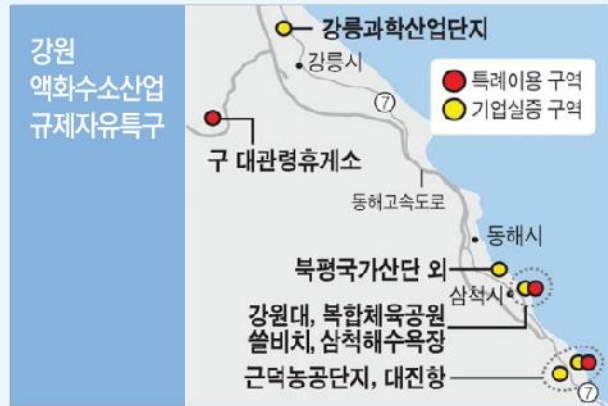 강원
액화수소산업
규제자유특구
강릉과학산업단지
강릉시
특례이용 구역
기업실증 구역
7
구 대관령휴게소
동해고속도로
동해시
북평국가산단 외
삼척시
강원대, 복합체육공원
쏠비치, 삼척해수욕장
근덕농공단지, 대진항
7